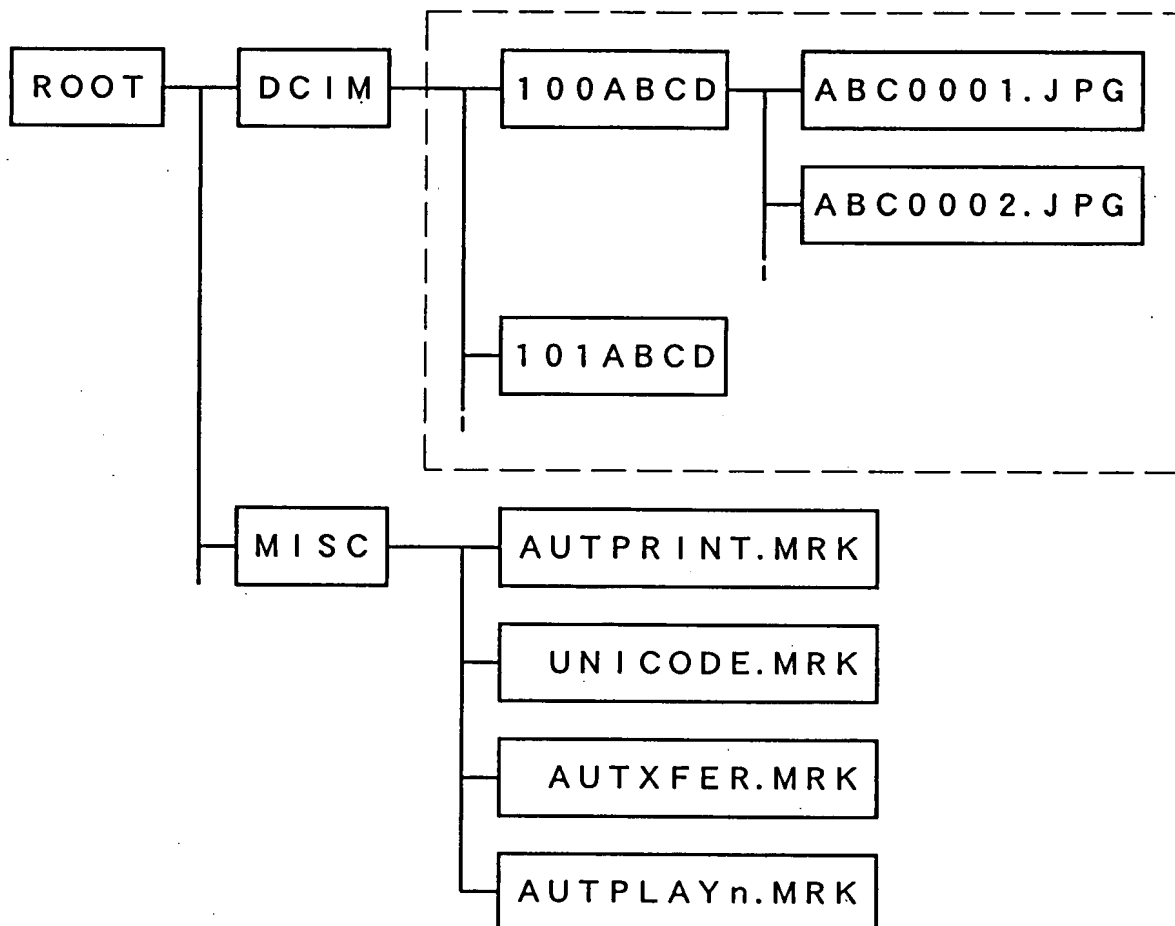 ROOT DCIM 100ABCD ABC0001.JPG
ABC0002.JPG
101ABCD
MISC AUTPRINT.MRK
UNICODE.MRK
AUTXFER.MRK
AUTPLAYn.MRK